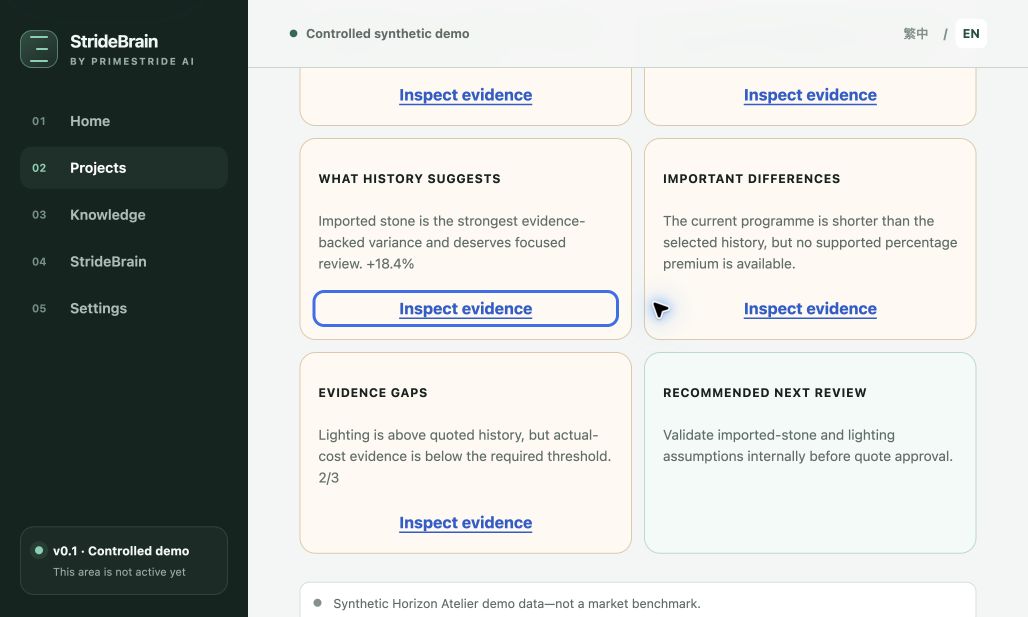 StrideBrain
BY PRIMESTRIDE AI
01 Home
02 Projects
03 Knowledge
04 StrideBrain
05 Settings
v0.1 · Controlled demo
This area is not active yet
Controlled synthetic demo
繁中 / EN
Inspect evidence
Inspect evidence
WHAT HISTORY SUGGESTS
Imported stone is the strongest evidence-
backed variance and deserves focused
review. +18.4%
Inspect evidence
IMPORTANT DIFFERENCES
The current programme is shorter than the
selected history, but no supported percentage
premium is available.
Inspect evidence
EVIDENCE GAPS
Lighting is above quoted history, but actual-
cost evidence is below the required threshold.
2/3
Inspect evidence
RECOMMENDED NEXT REVIEW
Validate imported-stone and lighting
assumptions internally before quote approval.
Synthetic Horizon Atelier demo data—not a market benchmark.